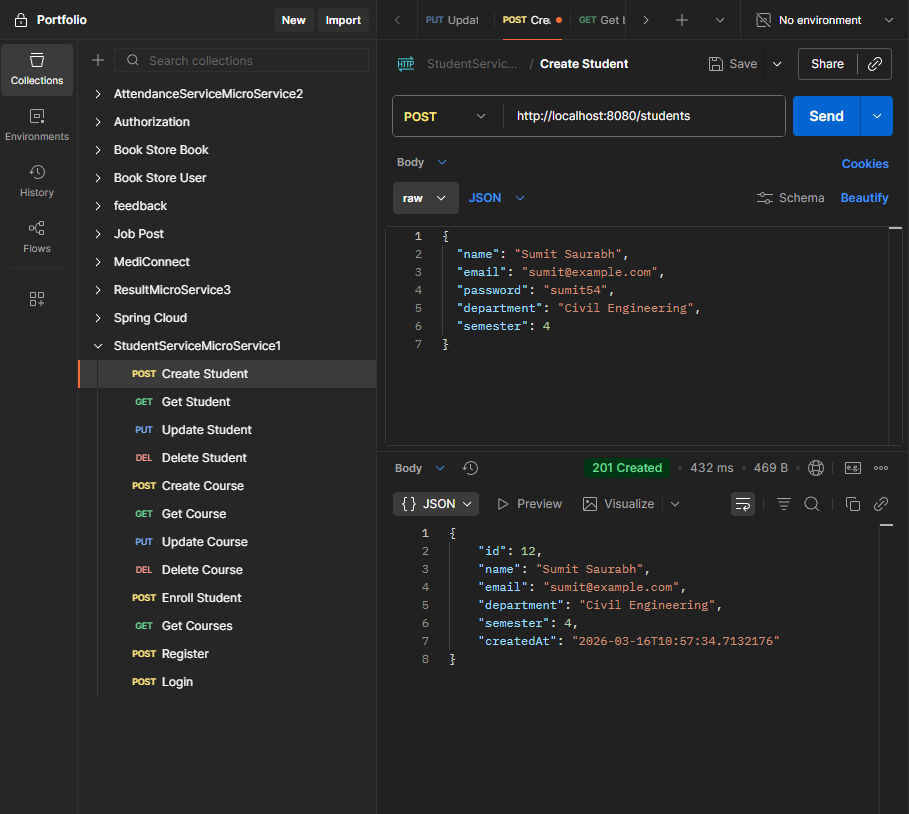 Portfolio
New
Import
PUT Updat
POST Cre
GET Get
No environment
Collections
Environments
History
Flows
Search collections
AttendanceServiceMicroService2
Authorization
Book Store Book
Book Store User
feedback
Job Post
MediConnect
ResultMicroService3
Spring Cloud
StudentServiceMicroService1
POST Create Student
GET Get Student
PUT Update Student
DEL Delete Student
POST Create Course
GET Get Course
PUT Update Course
DEL Delete Course
POST Enroll Student
GET Get Courses
POST Register
POST Login
HTTP StudentServic... / Create Student
Save
Share
POST
http://localhost:8080/students
Send
Body
Cookies
raw
JSON
Schema
Beautify
1 {
2 "name": "Sumit Saurabh",
3 "email": "sumit@example.com",
4 "password": "sumit54",
5 "department": "Civil Engineering",
6 "semester": 4
7 }
Body
201 Created
432 ms
469 B
e.g.
{} JSON
Preview
Visualize
1 {
2 "id": 12,
3 "name": "Sumit Saurabh",
4 "email": "sumit@example.com",
5 "department": "Civil Engineering",
6 "semester": 4,
7 "createdAt": "2026-03-16T10:57:34.7132176"
8 }